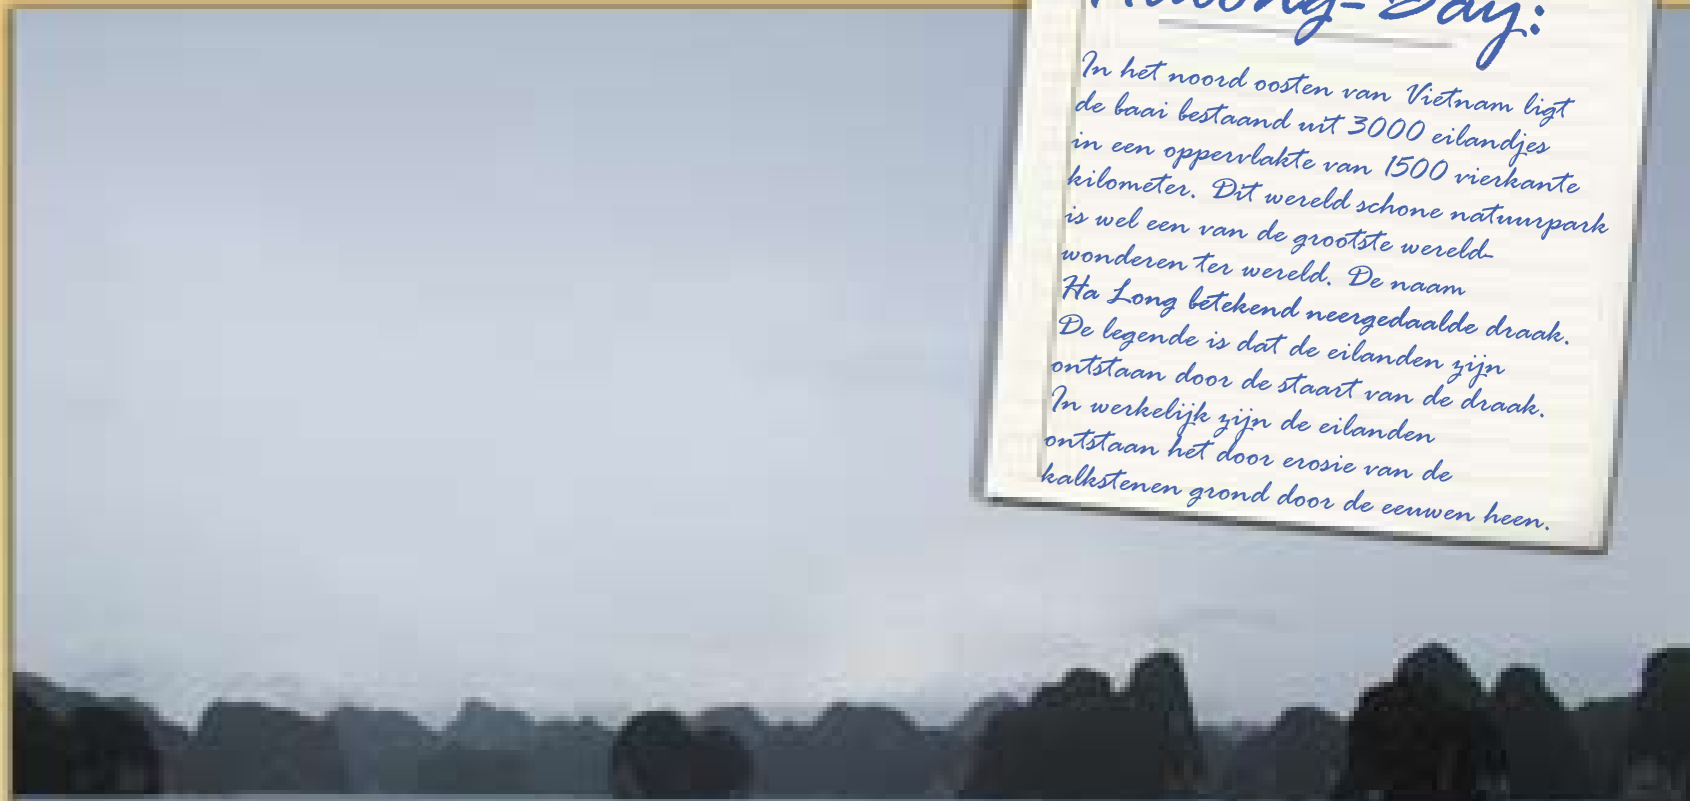 Halong-Bay:
In het noord oosten van Vietnam ligt
de baai bestaand uit 3000 eilandjes
in een oppervlakte van 1500 vierkante
kilometer. Dit wereld schone natuurpark
is wel een van de grootste wereld-
wonderen ter wereld. De naam
Ha Long betekend neergedaalde draak.
De legende is dat de eilanden zijn
ontstaan door de staart van de draak.
In werkelijk zijn de eilanden
ontstaan het door erosie van de
kalkstenen grond door de eeuwen heen.